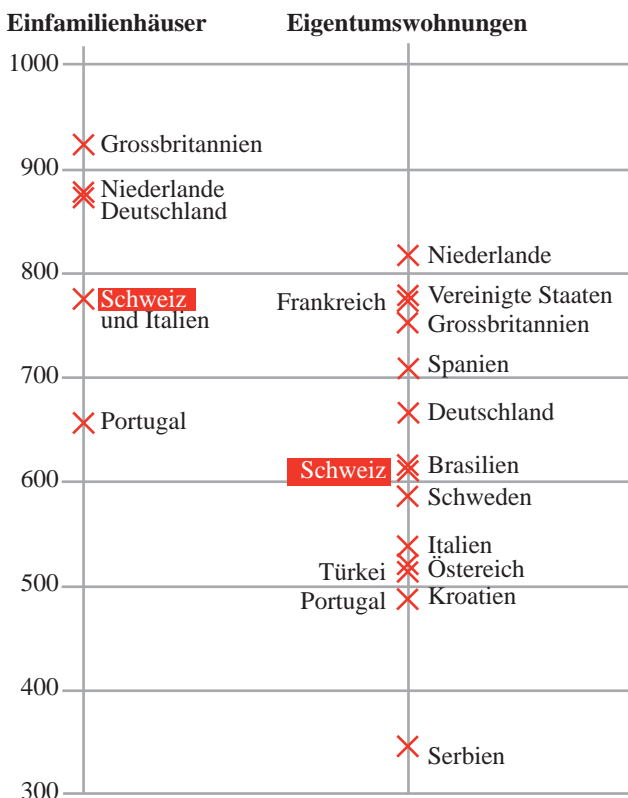 Einfamilienhäuser
Eigentumswohnungen
1000
Grossbritannien
900
Niederlande
Deutschland
Niederlande
800
Schweiz
und Italien
Frankreich
Vereinigte Staaten
Grossbritannien
700
Spanien
Portugal
Deutschland
600
Schweiz
Brasilien
Schweden
Italien
500
Türkei
Östereich
Portugal
Kroatien
400
Serbien
300